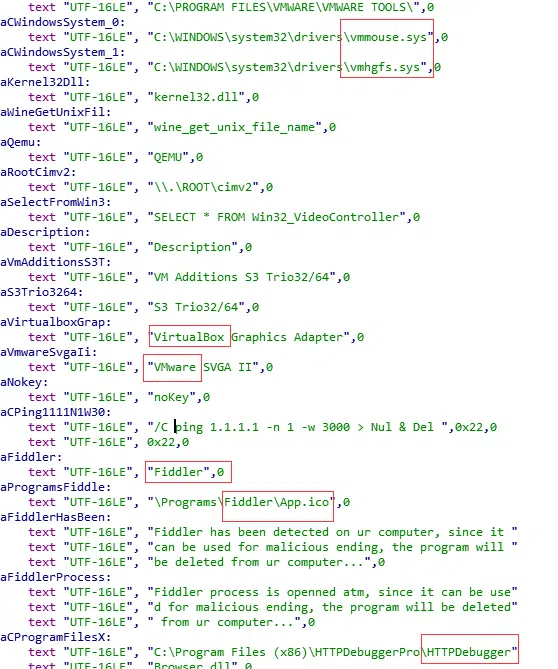 text "UTF-16LE", "C:\PROGRAM FILES\VMWARE\VMWARE TOOLS\",0
aCWindowsSystem_0:
text "UTF-16LE", "C:\WINDOWS\system32\drivers\vmmouse.sys",0
aCWindowsSystem_1:
text "UTF-16LE", "C:\WINDOWS\system32\drivers\vmhgfs.sys",0
aKernel32Dll:
text "UTF-16LE", "kernel32.dll",0
aWineGetUnixFil:
text "UTF-16LE", "wine_get_unix_file_name",0
aQemu:
text "UTF-16LE", "QEMU",0
aRootCimv2:
text "UTF-16LE", "\\.\ROOT\cimv2",0
aSelectFromWin3:
text "UTF-16LE", "SELECT * FROM Win32_VideoController",0
aDescription:
text "UTF-16LE", "Description",0
aVmAdditionsS3T:
text "UTF-16LE", "VM Additions S3 Trio32/64",0
aS3Trio3264:
text "UTF-16LE", "S3 Trio32/64",0
aVirtualboxGrap:
text "UTF-16LE", "VirtualBox Graphics Adapter",0
aVmwareSvgaIi:
text "UTF-16LE", "VMware SVGA II",0
aNokey:
text "UTF-16LE", "noKey",0
aCPing1111N1W30:
text "UTF-16LE", "/C ping 1.1.1.1 -n 1 -w 3000 > Nul & Del ",0x22,0
text "UTF-16LE", 0x22,0
aFiddler:
text "UTF-16LE", "Fiddler",0
aProgramsFiddle:
text "UTF-16LE", "\Programs\Fiddler\App.ico",0
aFiddlerHasBeen:
text "UTF-16LE", "Fiddler has been detected on ur computer, since it "
text "UTF-16LE", "can be used for malicious ending, the program will "
text "UTF-16LE", "be deleted from ur computer...",0
aFiddlerProcess:
text "UTF-16LE", "Fiddler process is openned atm, since it can be use"
text "UTF-16LE", "d for malicious ending, the program will be deleted"
text "UTF-16LE", " from ur computer...",0
aCProgramFilesX:
text "UTF-16LE", "C:\Program Files (x86)\HTTPDebuggerPro\HTTPDebugger"
text "UTF-16LE", "Browser.dll",0